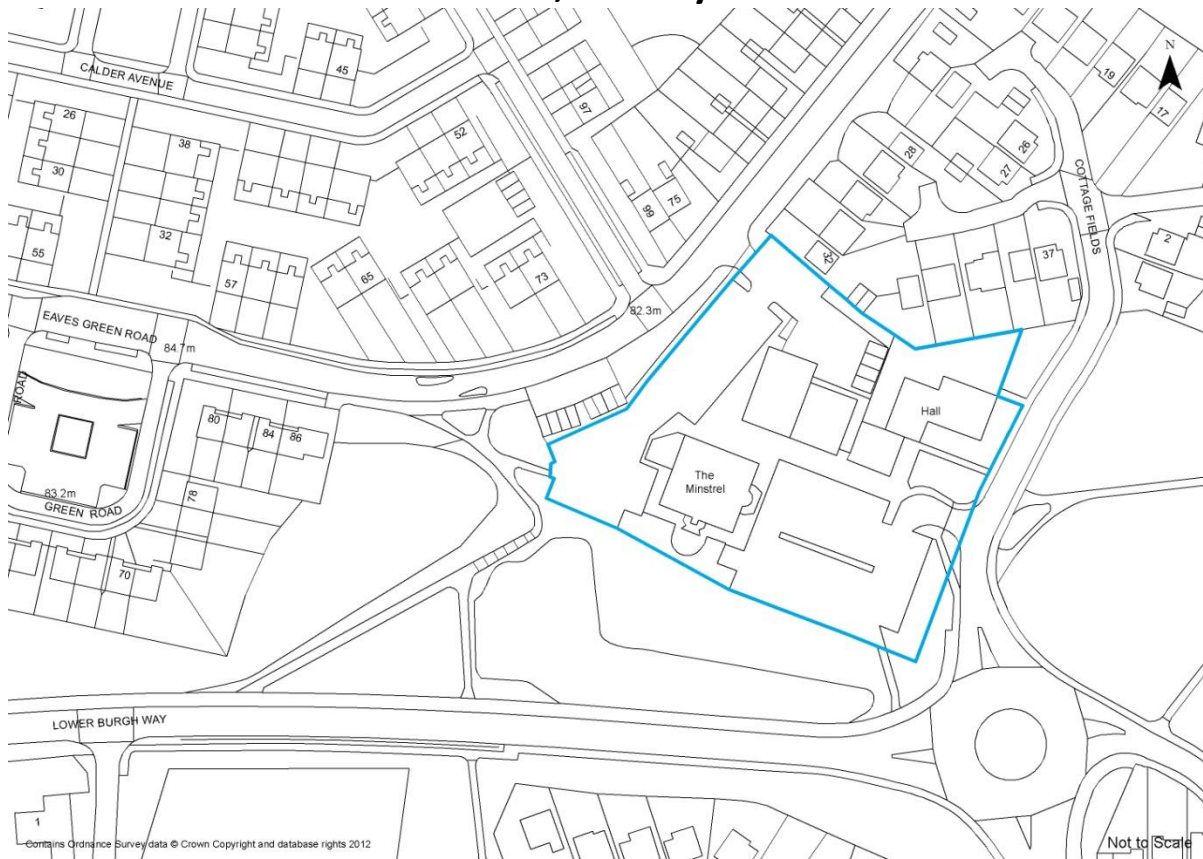 N
CALDER AVENUE
45
19
17
26
38
52
97
30
28
26
27
COTTAGE FIELDS
99
75
32
55
32
57
65
73
37
2
82.3m
EAVES GREEN ROAD
84.7m
ROAD
80
84
86
Hall
The
Minstrel
83.2m
GREEN ROAD
78
70
LOWER BURGH WAY
1
Contains Ordnance Survey data © Crown Copyright and database rights 2012
Not to Scale